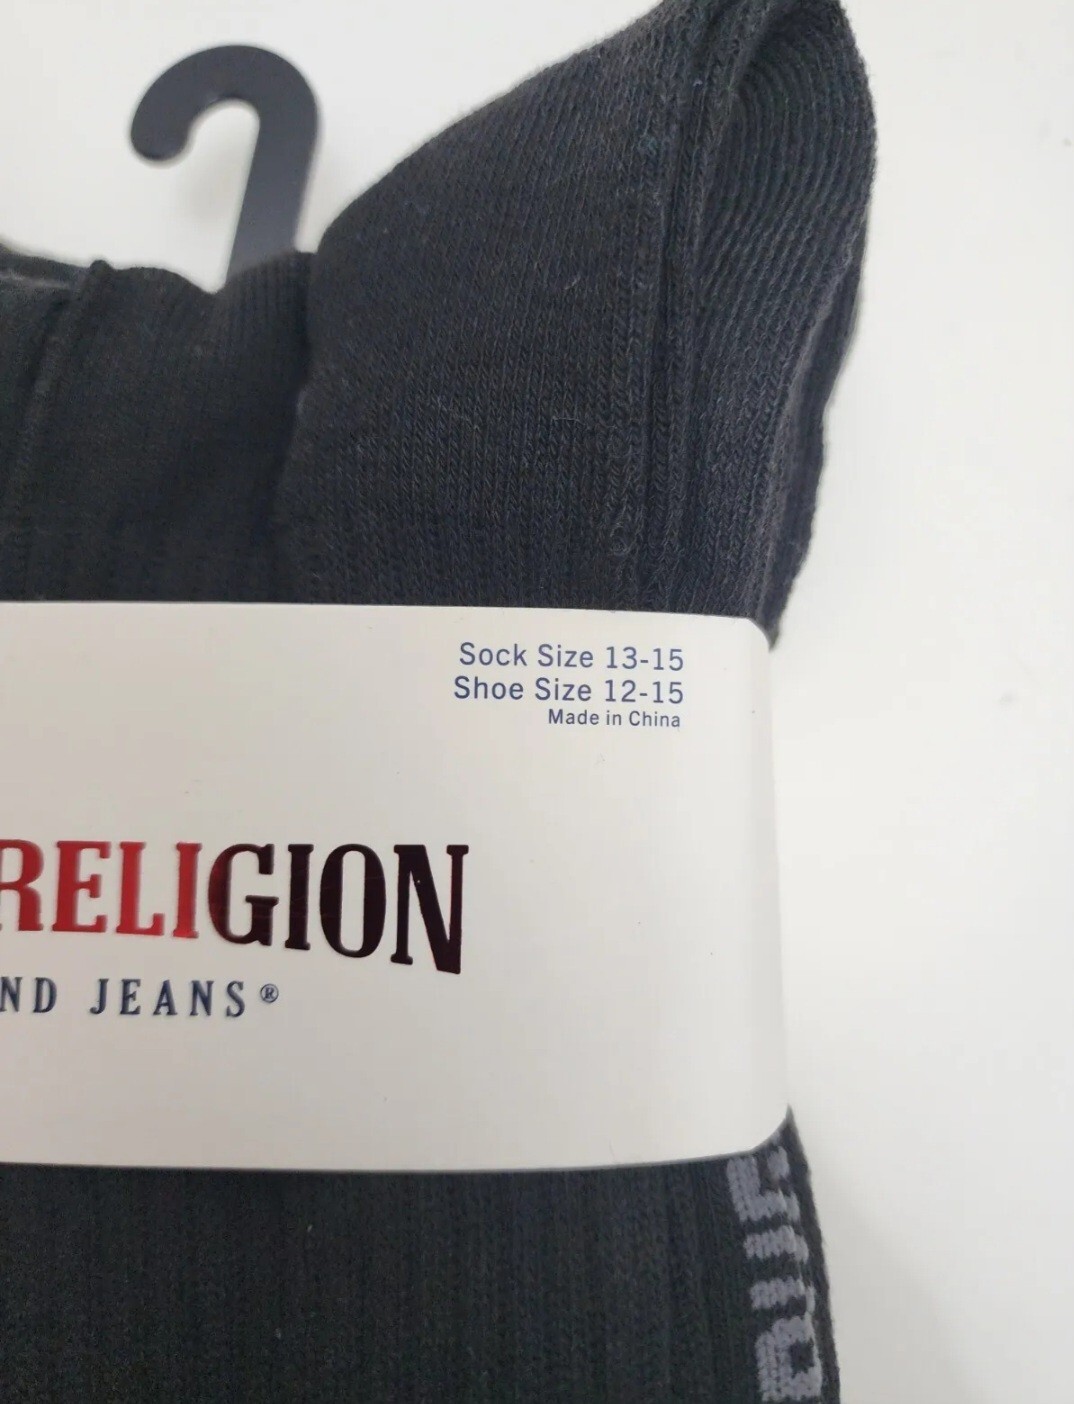 Sock Size 13-15
Shoe Size 12-15
Made in China
RELIGION
ND JEANS®